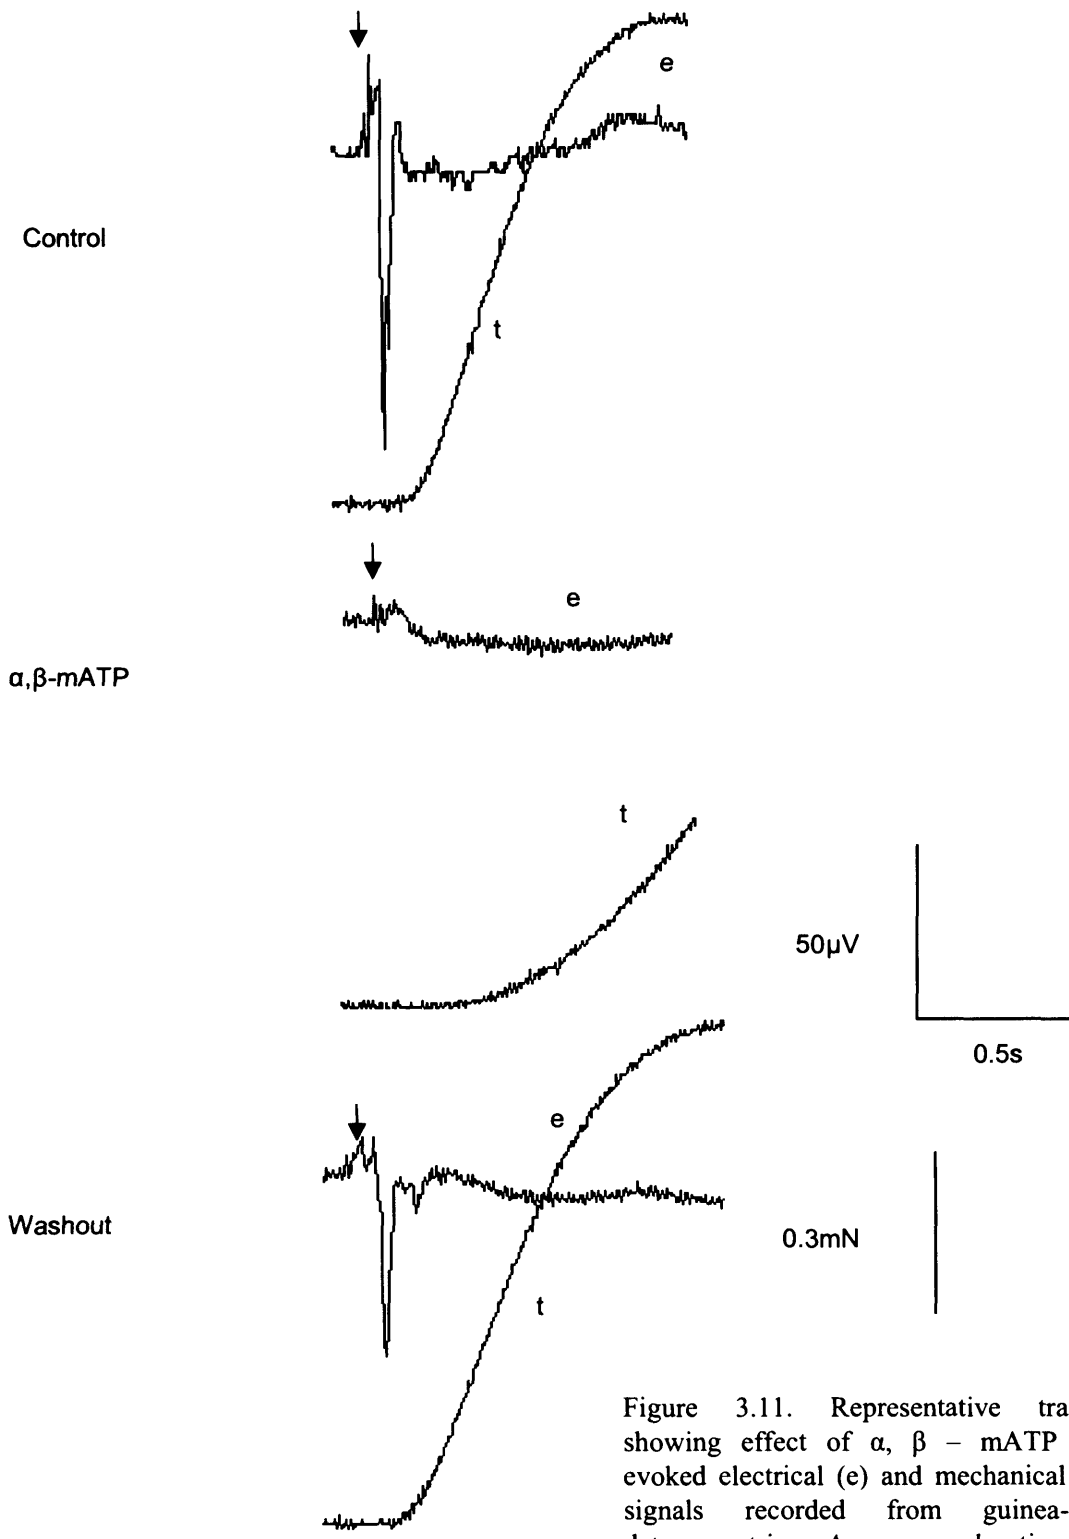 e
Control
t
e
α,β-mATP
t
50µV
0.5s
e
Washout
0.3mN
t
Figure 3.11. Representative tra
showing effect of α, β – mATP
evoked electrical (e) and mechanical
signals recorded from guinea-